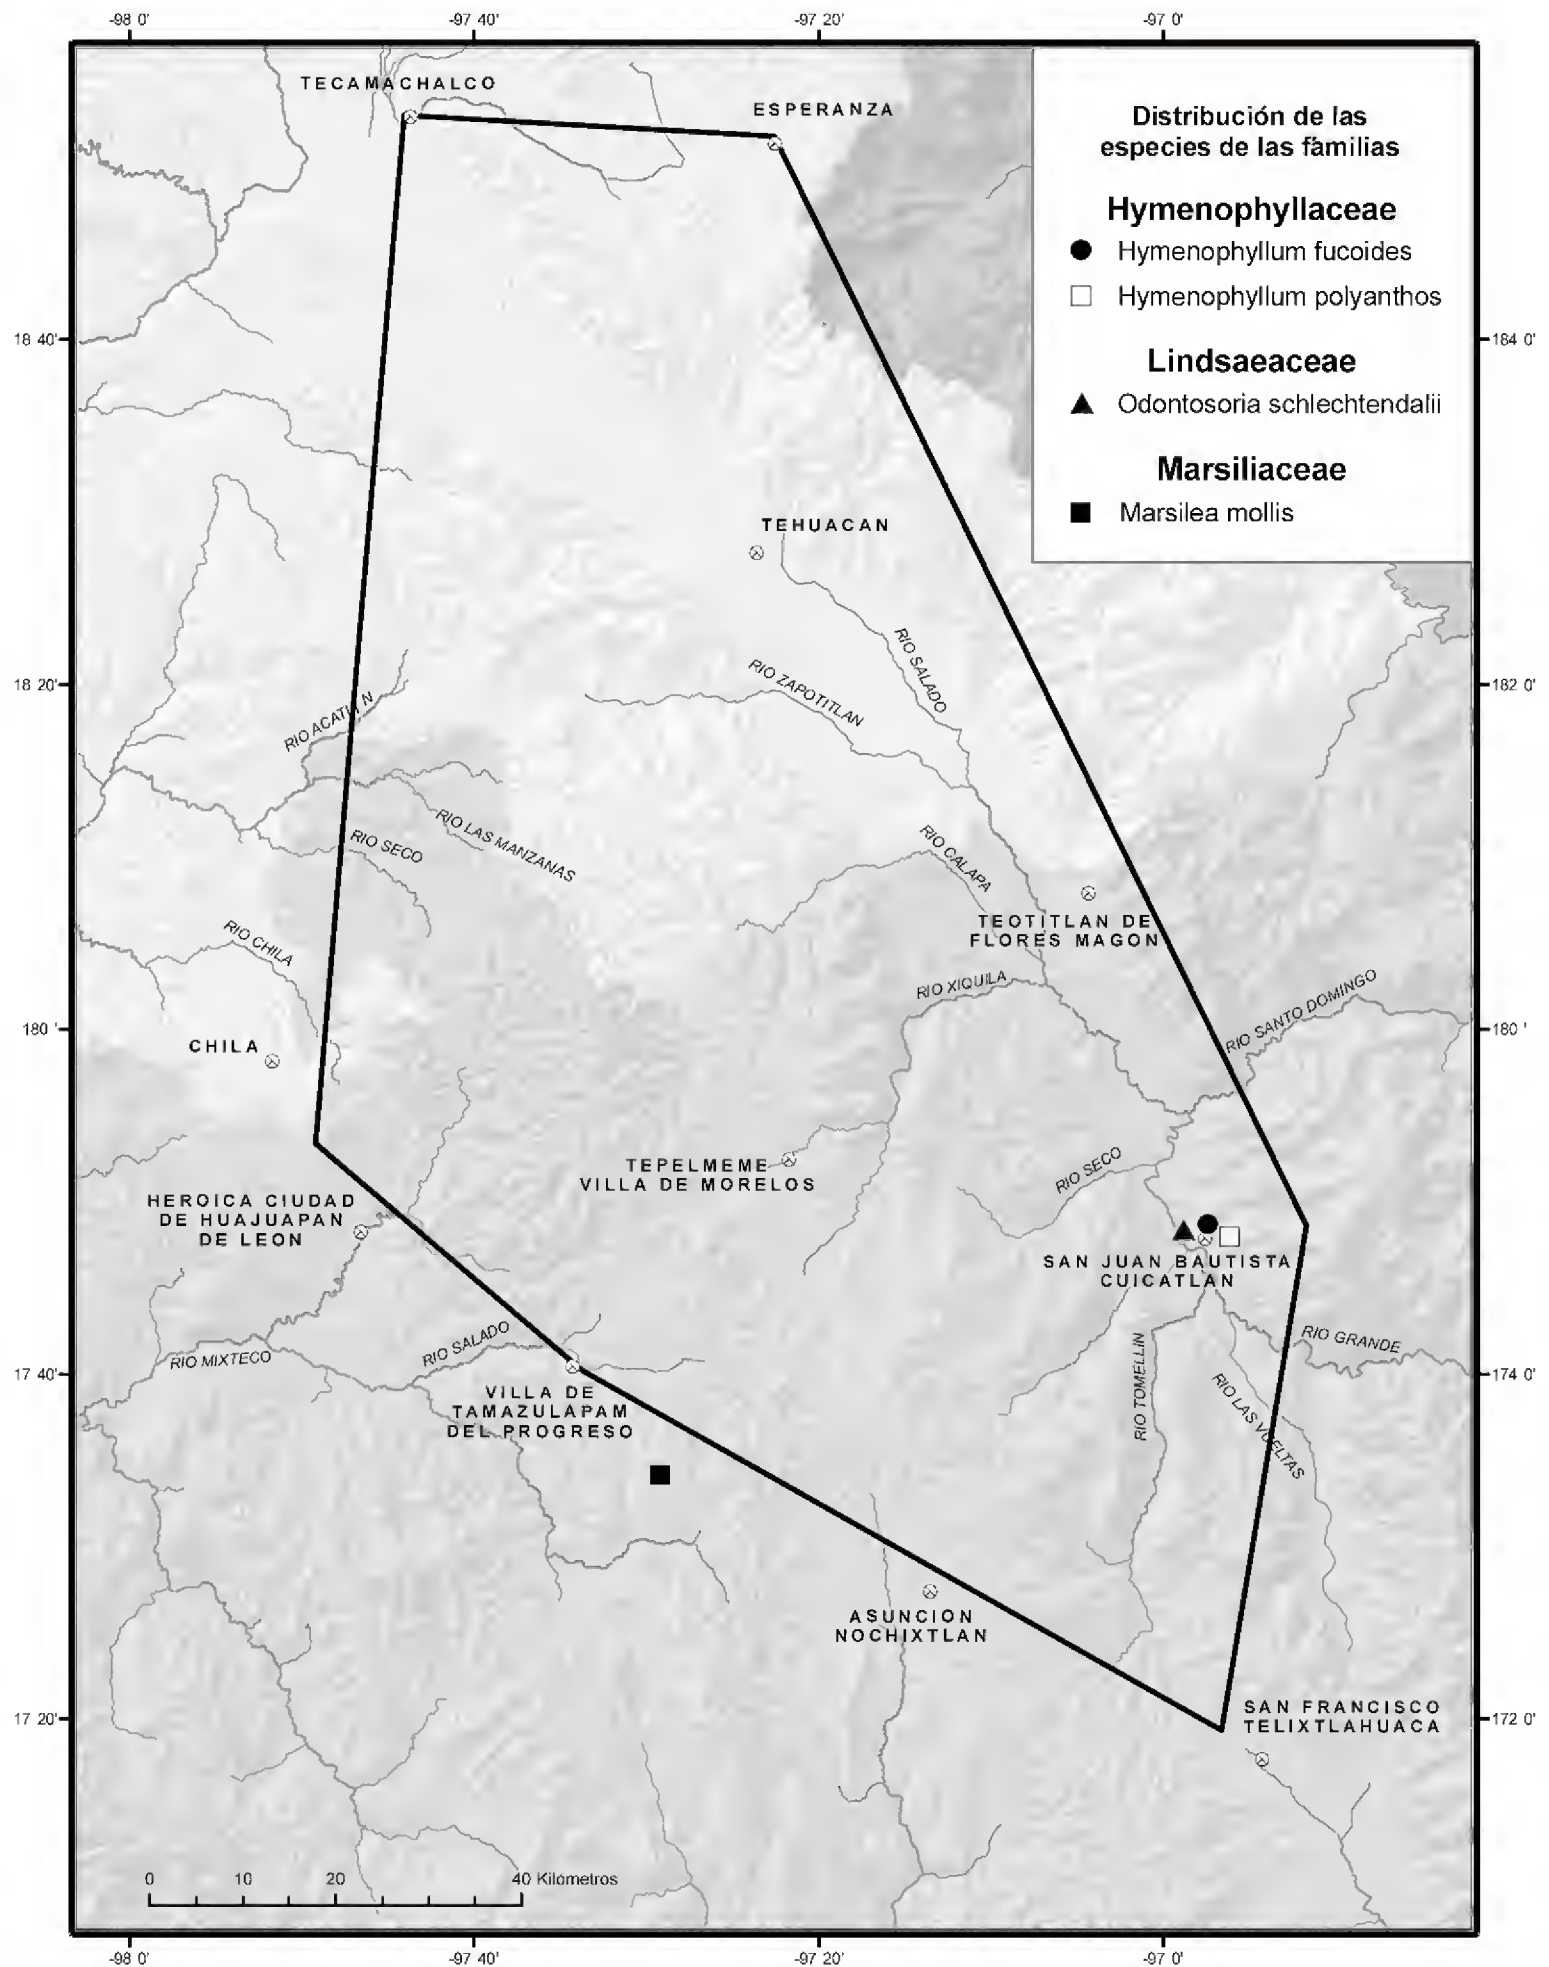 -98 0'
-97 40'
-97 20'
-97 0'
TECAMACHALCO
ESPERANZA
Distribución de las
especies de las familias
Hymenophyllaceae
Hymenophyllum fucoides
Hymenophyllum polyanthos
18 40'
184 0'
Lindsaeaceae
Odontosoria schlechtendalii
Marsiliaceae
Marsilea mollis
TEHUACAN
RIO SALADO
18 20'
182 0'
RIO ZAPOTITLAN
RIO ACATLAN
RIO LAS MANZANAS
RIO SECO
RIO CALAPA
TEOTITLAN DE
FLORES MAGON
RIO CHILA
RIO XIQUILA
RIO SANTO DOMINGO
180 '
180 '
CHILA
TEPELMEME
VILLA DE MORELOS
RIO SECO
HEROICA CIUDAD
DE HUAJUAPAN
DE LEON
SAN JUAN BAUTISTA
CUICATLAN
RIO MIXTECO
RIO SALADO
RIO GRANDE
17 40'
174 0'
VILLA DE
TAMAZULAPAM
DEL PROGRESO
RIO TOMELLIN
RIO LAS VUELTAS
ASUNCION
NOCHIXTLAN
SAN FRANCISCO
TELIXTLAHUACA
17 20'
172 0'
0 10 20 40 Kilómetros
-98 0'
-97 40'
-97 20'
-97 0'